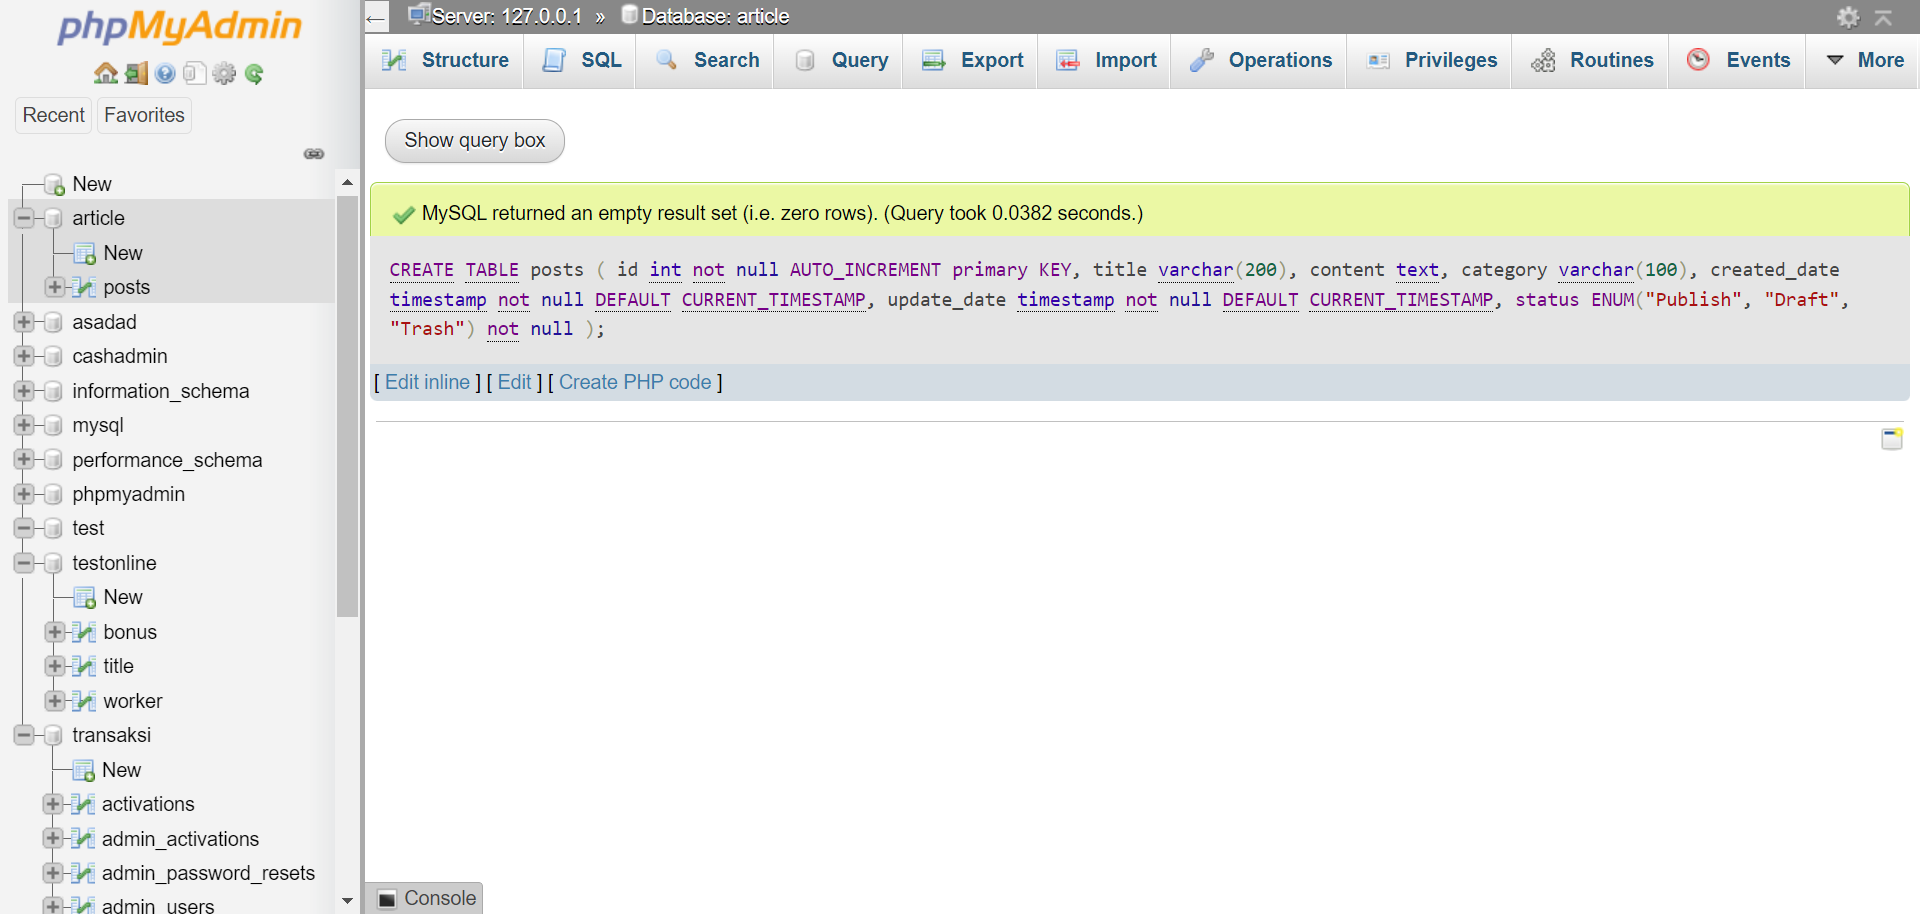 phpMyAdmin
Recent
Favorites
New
article
New
posts
asadad
cashadmin
information_schema
mysql
performance_schema
phpmyadmin
test
testonline
New
bonus
title
worker
transaksi
New
activations
admin_activations
admin_password_resets
admin_users
Server: 127.0.0.1 » Database: article
Structure SQL Search Query Export Import Operations Privileges Routines Events More
Show query box
MySQL returned an empty result set (i.e. zero rows). (Query took 0.0382 seconds.)
CREATE TABLE posts ( id int not null AUTO_INCREMENT primary KEY, title varchar(200), content text, category varchar(100), created_date
timestamp not null DEFAULT CURRENT_TIMESTAMP, update_date timestamp not null DEFAULT CURRENT_TIMESTAMP, status ENUM("Publish", "Draft",
"Trash") not null );
[ Edit inline ] [ Edit ] [ Create PHP code ]
Console